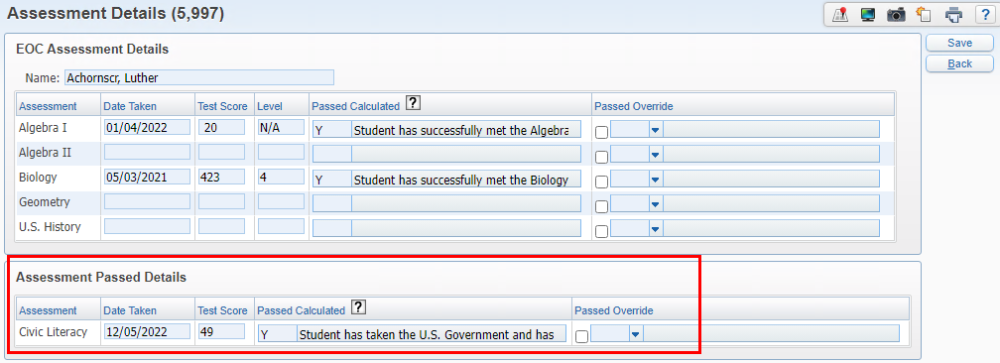 Assessment Details (5,997)
?
Save
Back
EOC Assessment Details
Name: Achornscr, Luther
Assessment Date Taken Test Score Level Passed Calculated ? Passed Override
Algebra I 01/04/2022 20 N/A Y Student has successfully met the Algebra
Algebra II
Biology 05/03/2021 423 4 Y Student has successfully met the Biology
Geometry
U.S. History
Assessment Passed Details
Assessment Date Taken Test Score Passed Calculated ? Passed Override
Civic Literacy 12/05/2022 49 Y Student has taken the U.S. Government and has